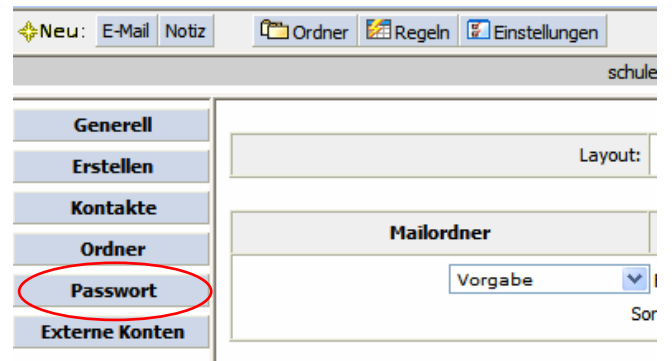 Neu: E-Mail Notiz Ordner Regeln Einstellungen
schule
Generell
Erstellen
Kontakte
Ordner
Passwort
Externe Konten
Layout:
Mailordner
Vorgabe